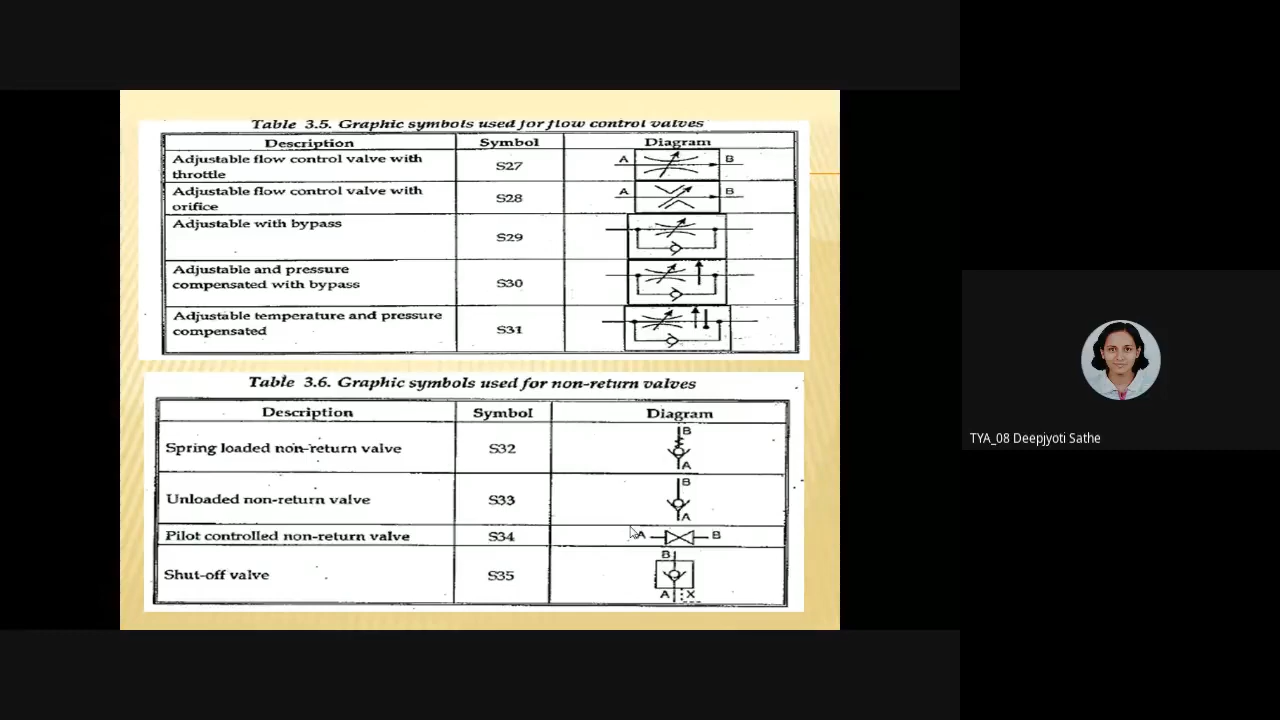 Table 3.5. Graphic symbols used for flow control valves
Description Symbol Diagram
Adjustable flow control valve with
throttle
S27
A B
Adjustable flow control valve with
orifice
S28
A B
Adjustable with bypass
S29
Adjustable and pressure
compensated with bypass
S30
Adjustable temperature and pressure
compensated
S31
Table 3.6. Graphic symbols used for non-return valves
Description Symbol Diagram
Spring loaded non-return valve
S32
B
A
Unloaded non-return valve
S33
B
A
Pilot controlled non-return valve
S34
A B
Shut-off valve
S35
B
A X
TYA_08 Deepjyoti Sathe